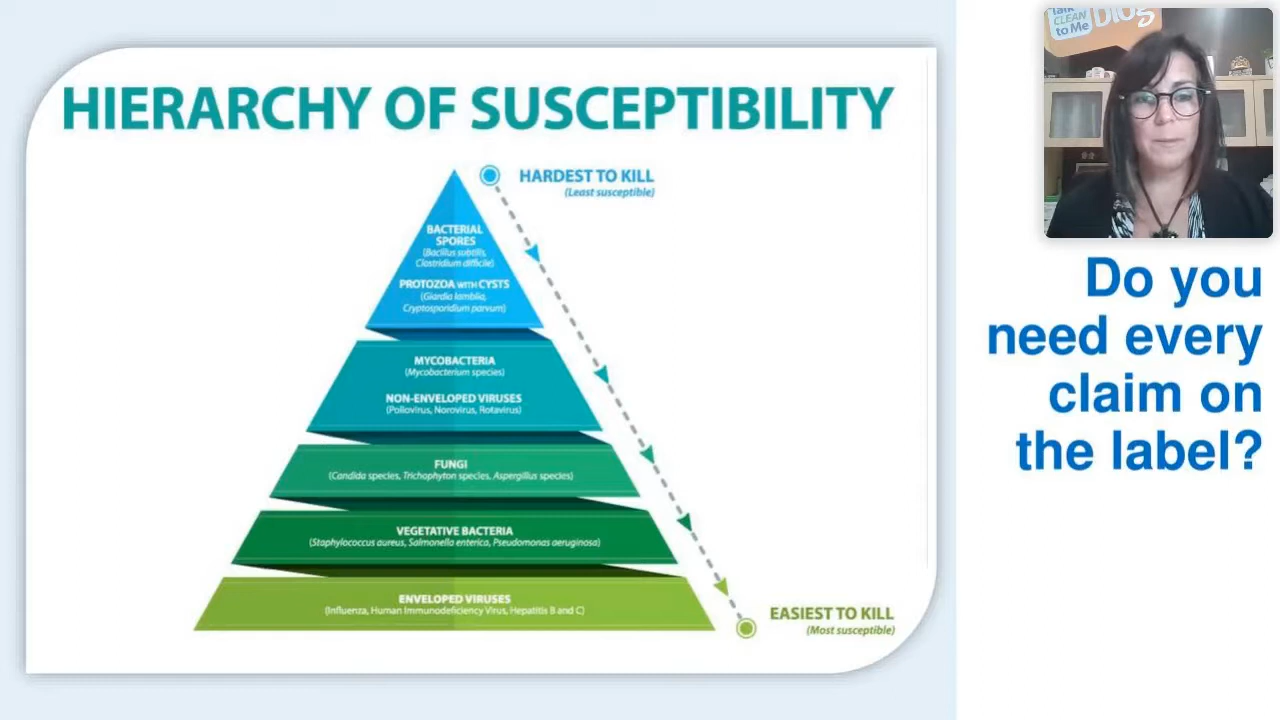 HIERARCHY OF SUSCEPTIBILITY
HARDEST TO KILL
(Least susceptible)
BACTERIAL
SPORES
(Bacillus subtilis,
Clostridium difficile)
PROTOZOA WITH CYSTS
(Giardia lamblia,
Cryptosporidium parvum)
MYCOBACTERIA
(Mycobacterium species)
NON-ENVELOPED VIRUSES
(Poliovirus, Norovirus, Rotavirus)
FUNGI
(Candida species, Trichophyton species, Aspergillus species)
VEGETATIVE BACTERIA
(Staphylococcus aureus, Salmonella enterica, Pseudomonas aeruginosa)
ENVELOPED VIRUSES
(Influenza, Human Immunodeficiency Virus, Hepatitis B and C)
EASIEST TO KILL
(Most susceptible)
Talk
CLEAN
to Me
Blog
Do you
need every
claim on
the label?